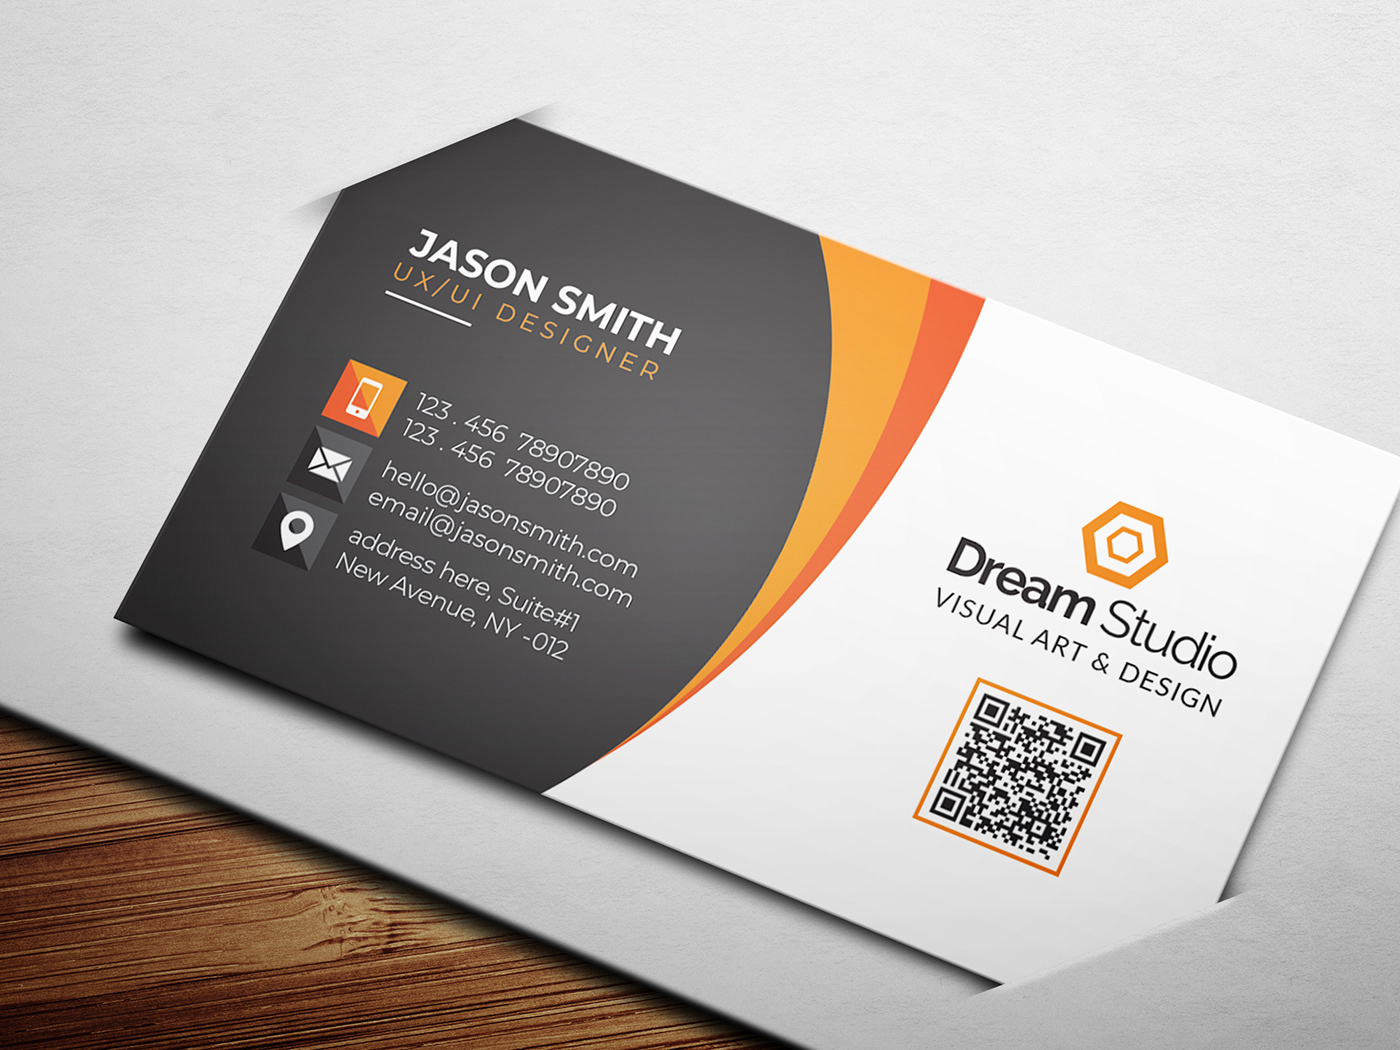 JASON SMITH
UX/UI DESIGNER
123 . 456 78907890
123 . 456 78907890
hello@jasonsmith.com
email@jasonsmith.com
address here, Suite#1
New Avenue, NY -012
Dream Studio
VISUAL ART & DESIGN